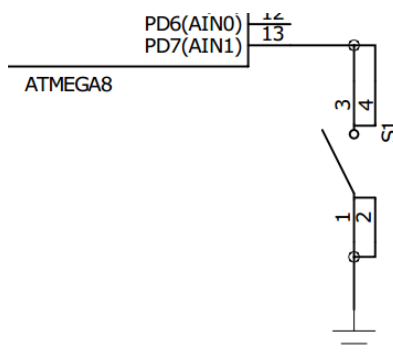 PD6(AIN0) 12
PD7(AIN1) 13
ATMEGA8
3 4
S1
1 2